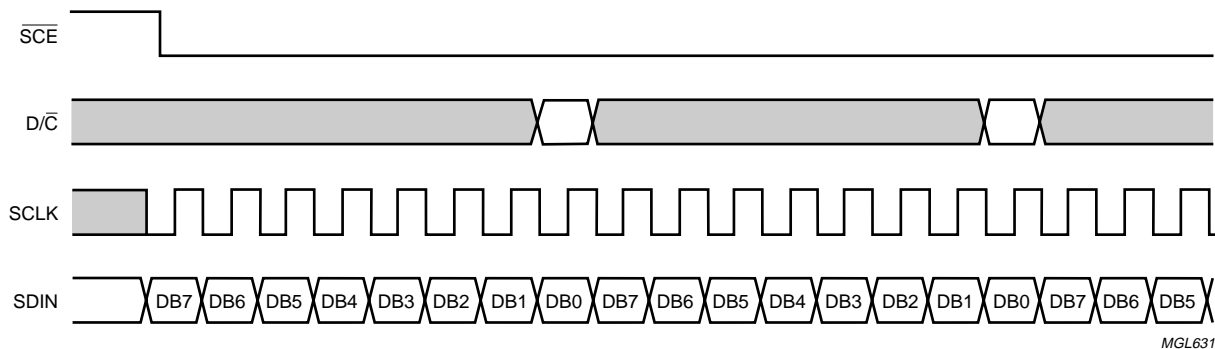 S̅C̅E̅
D/C̅
SCLK
SDIN DB7 DB6 DB5 DB4 DB3 DB2 DB1 DB0 DB7 DB6 DB5 DB4 DB3 DB2 DB1 DB0 DB7 DB6 DB5
MGL631